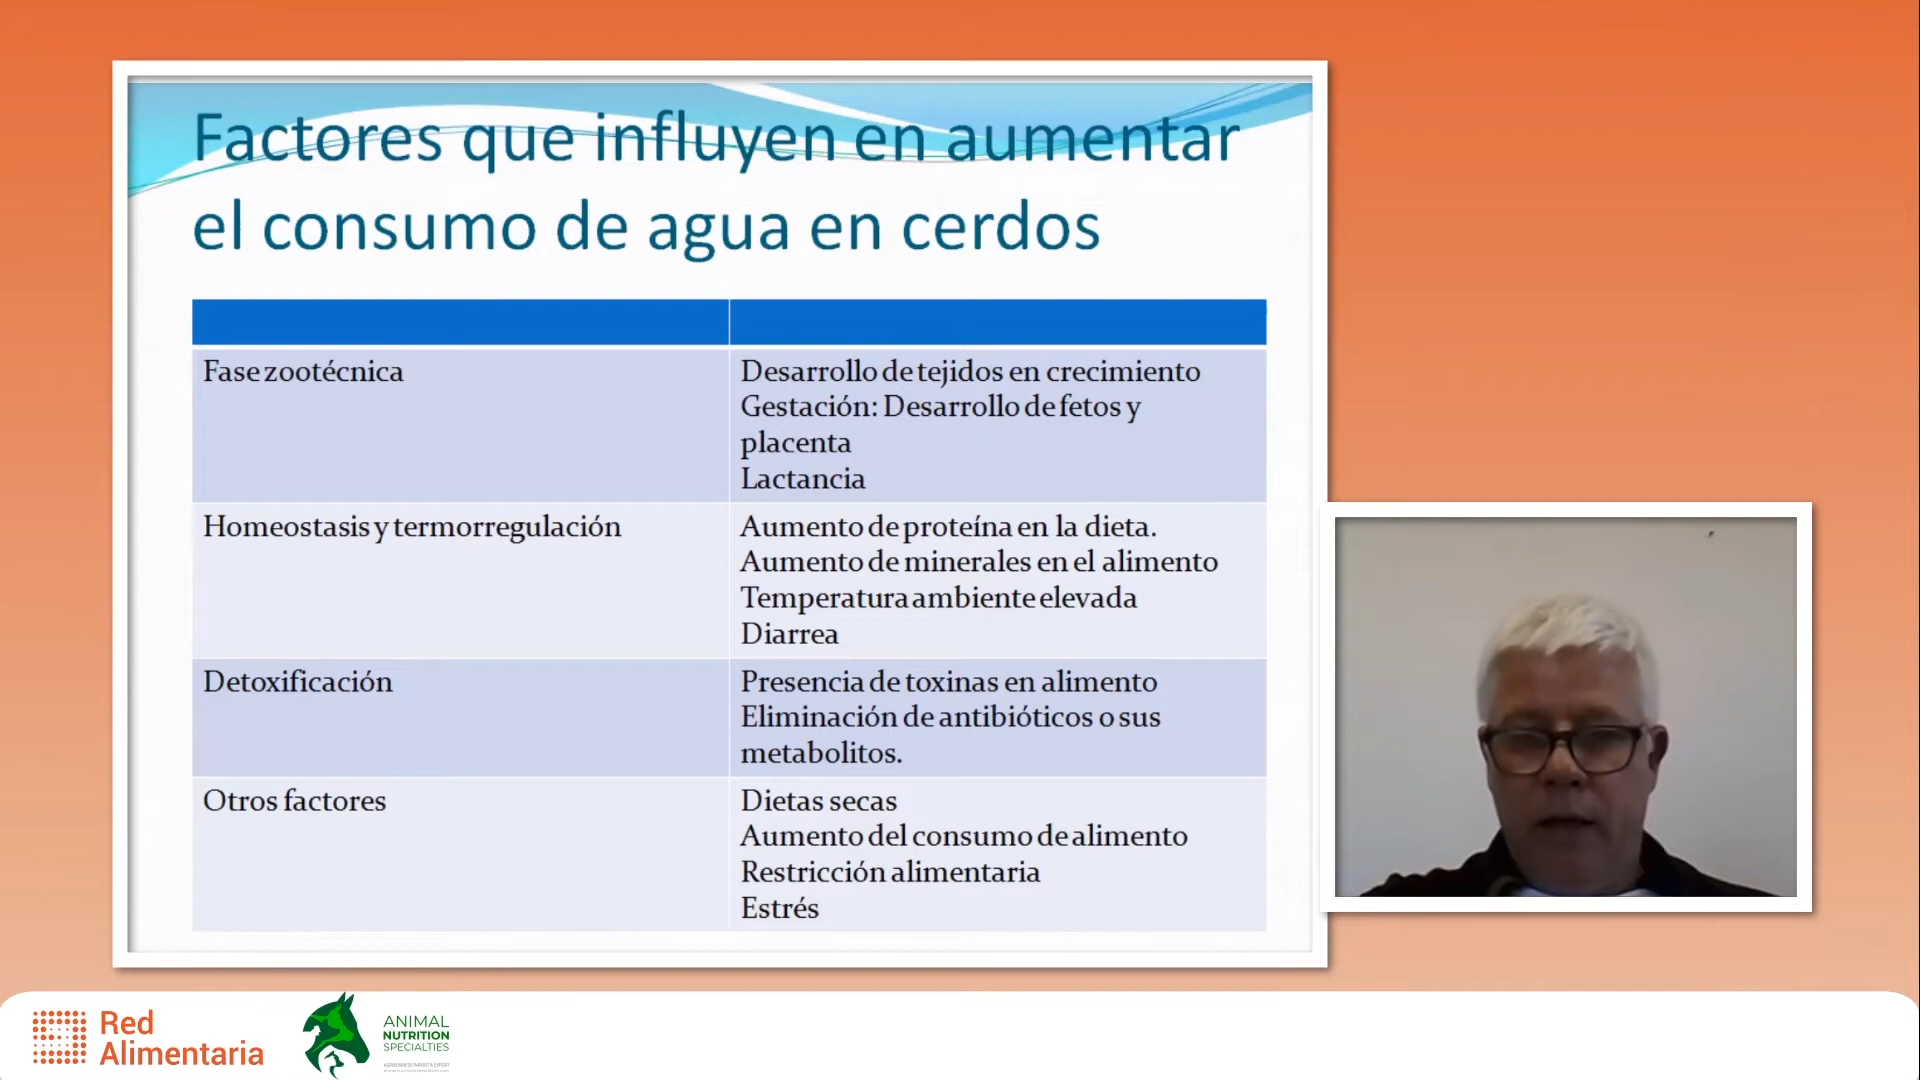 Factores que influyen en aumentar
el consumo de agua en cerdos
Fase zootécnica
Desarrollo de tejidos en crecimiento
Gestación: Desarrollo de fetos y
placenta
Lactancia
Homeostasis y termorregulación
Aumento de proteína en la dieta.
Aumento de minerales en el alimento
Temperatura ambiente elevada
Diarrea
Detoxificación
Presencia de toxinas en alimento
Eliminación de antibióticos o sus
metabolitos.
Otros factores
Dietas secas
Aumento del consumo de alimento
Restricción alimentaria
Estrés
Red
Alimentaria
ANIMAL
NUTRITION
SPECIALTIES